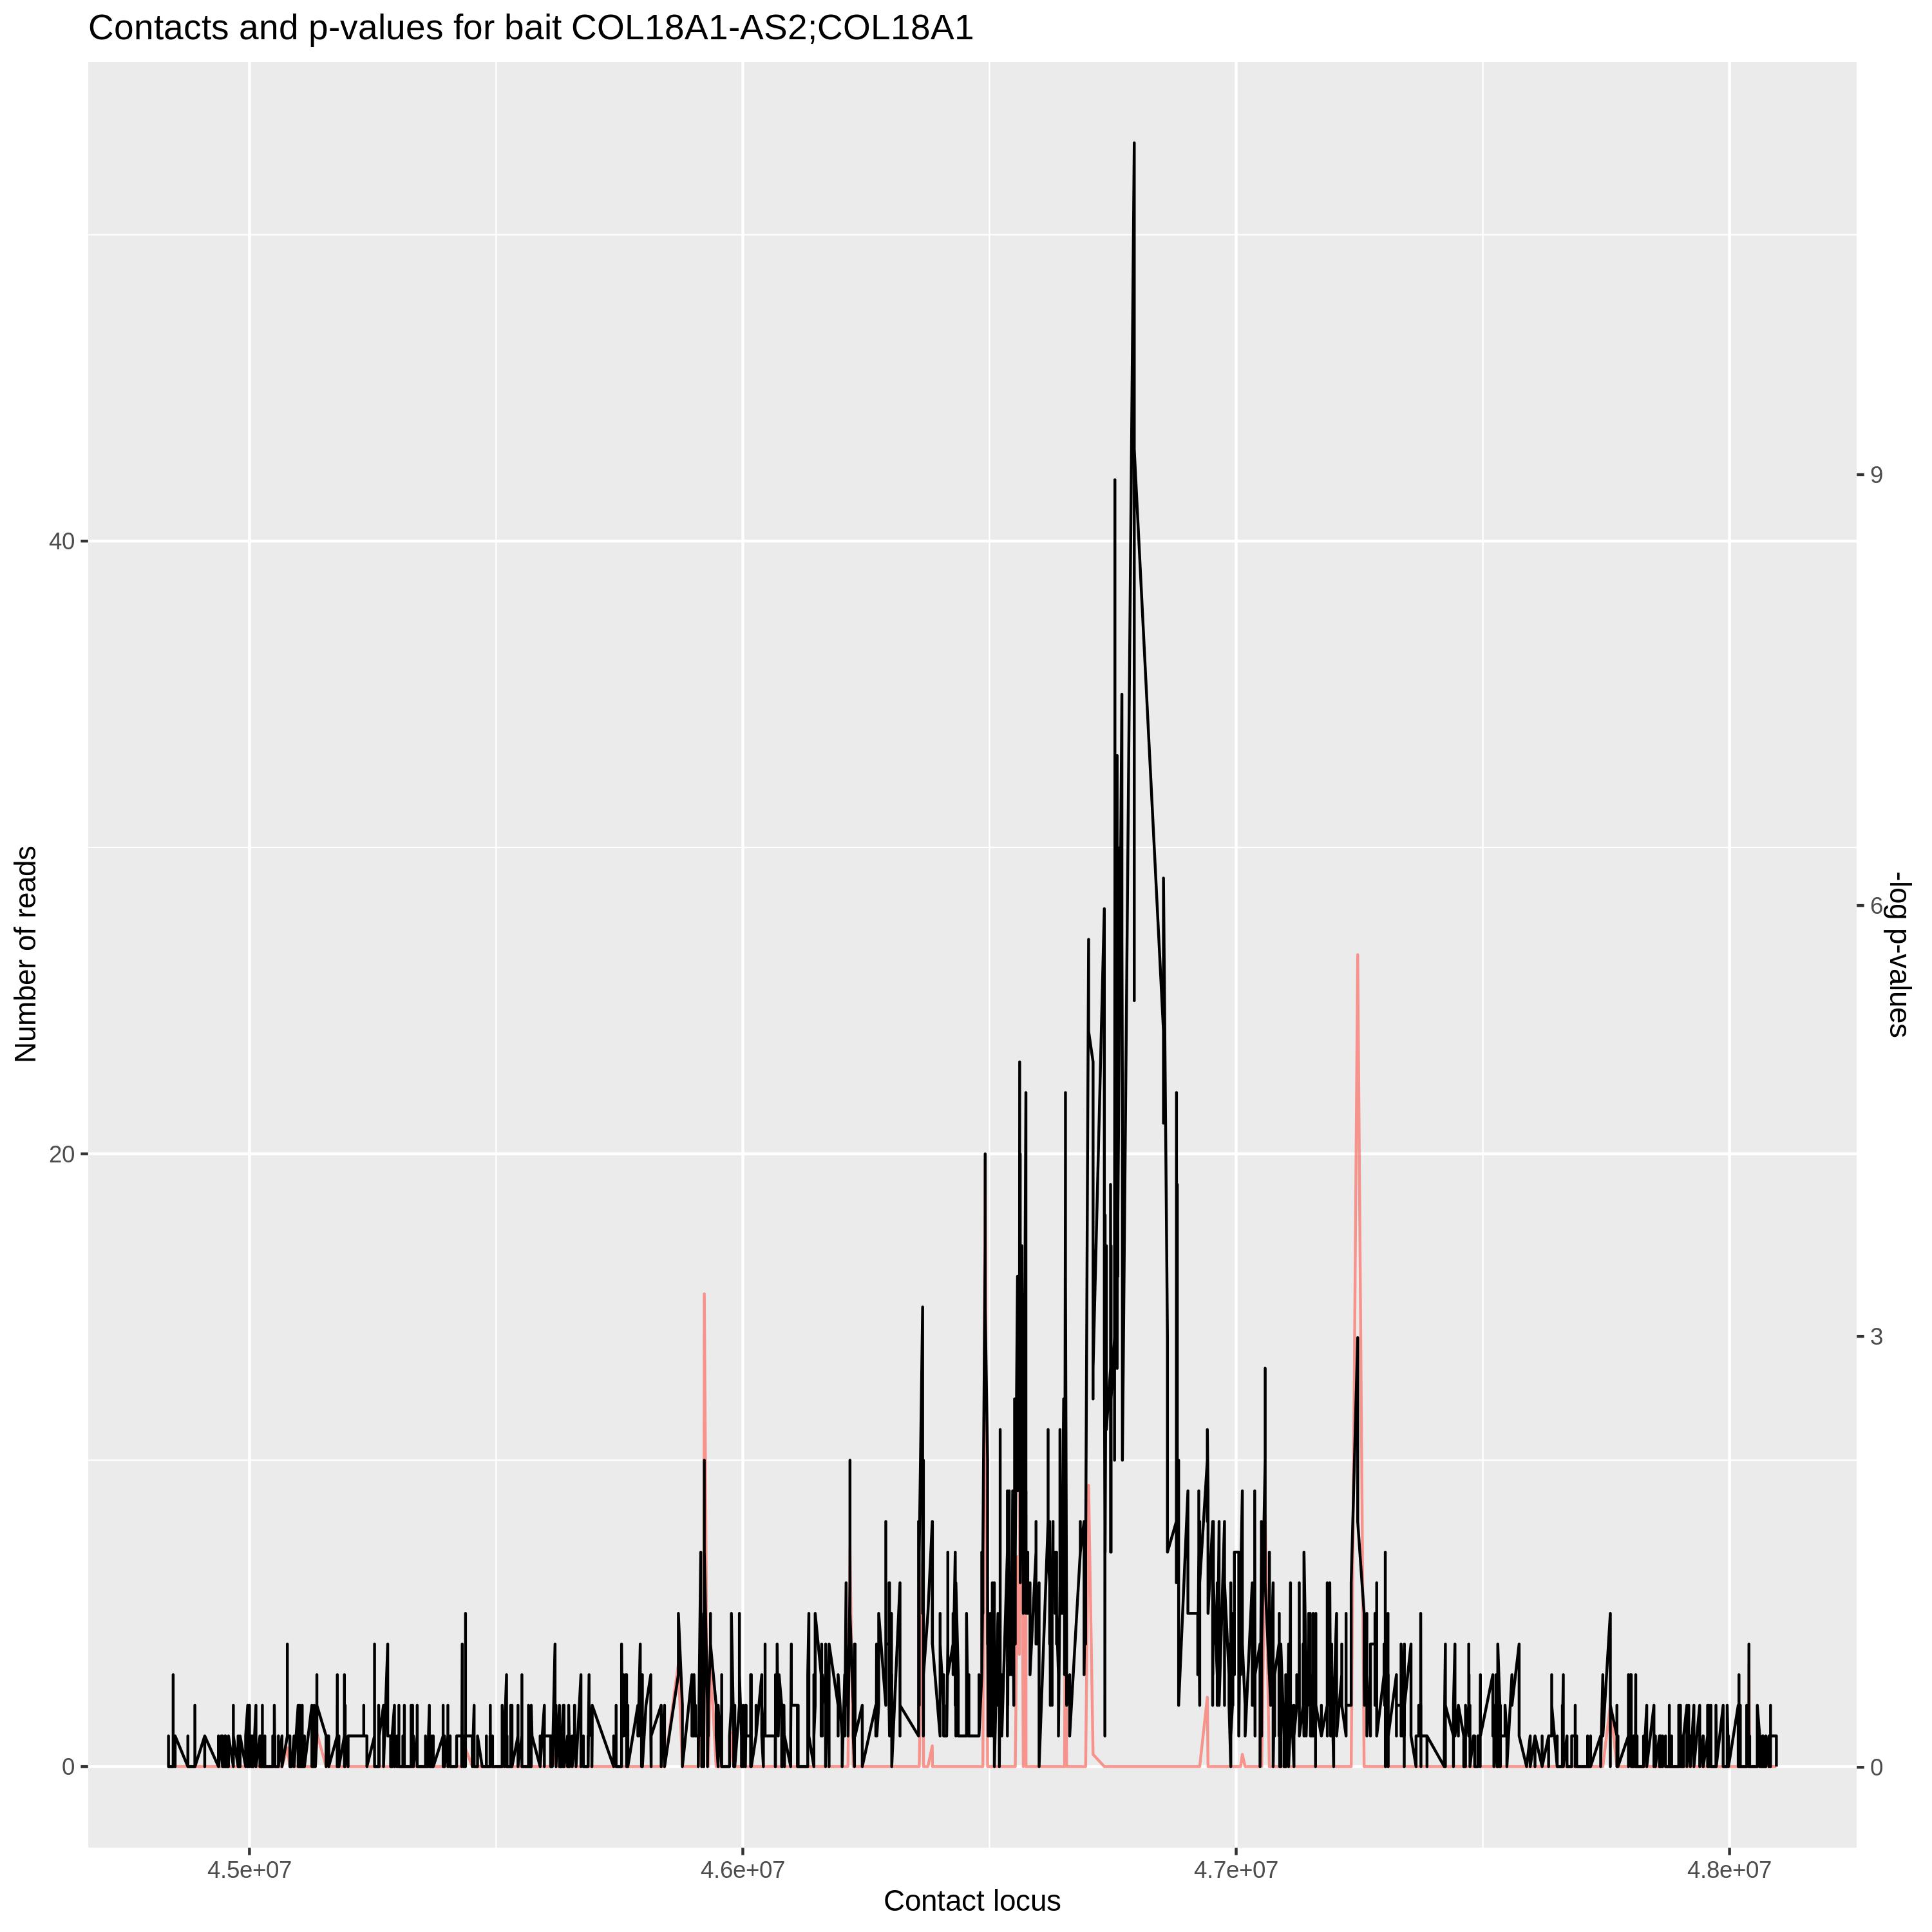 Contacts and p-values for bait COL18A1-AS2;COL18A1
Number of reads
40
20
0
9
6
3
0
-log p-values
4.5e+07
4.6e+07
4.7e+07
4.8e+07
Contact locus